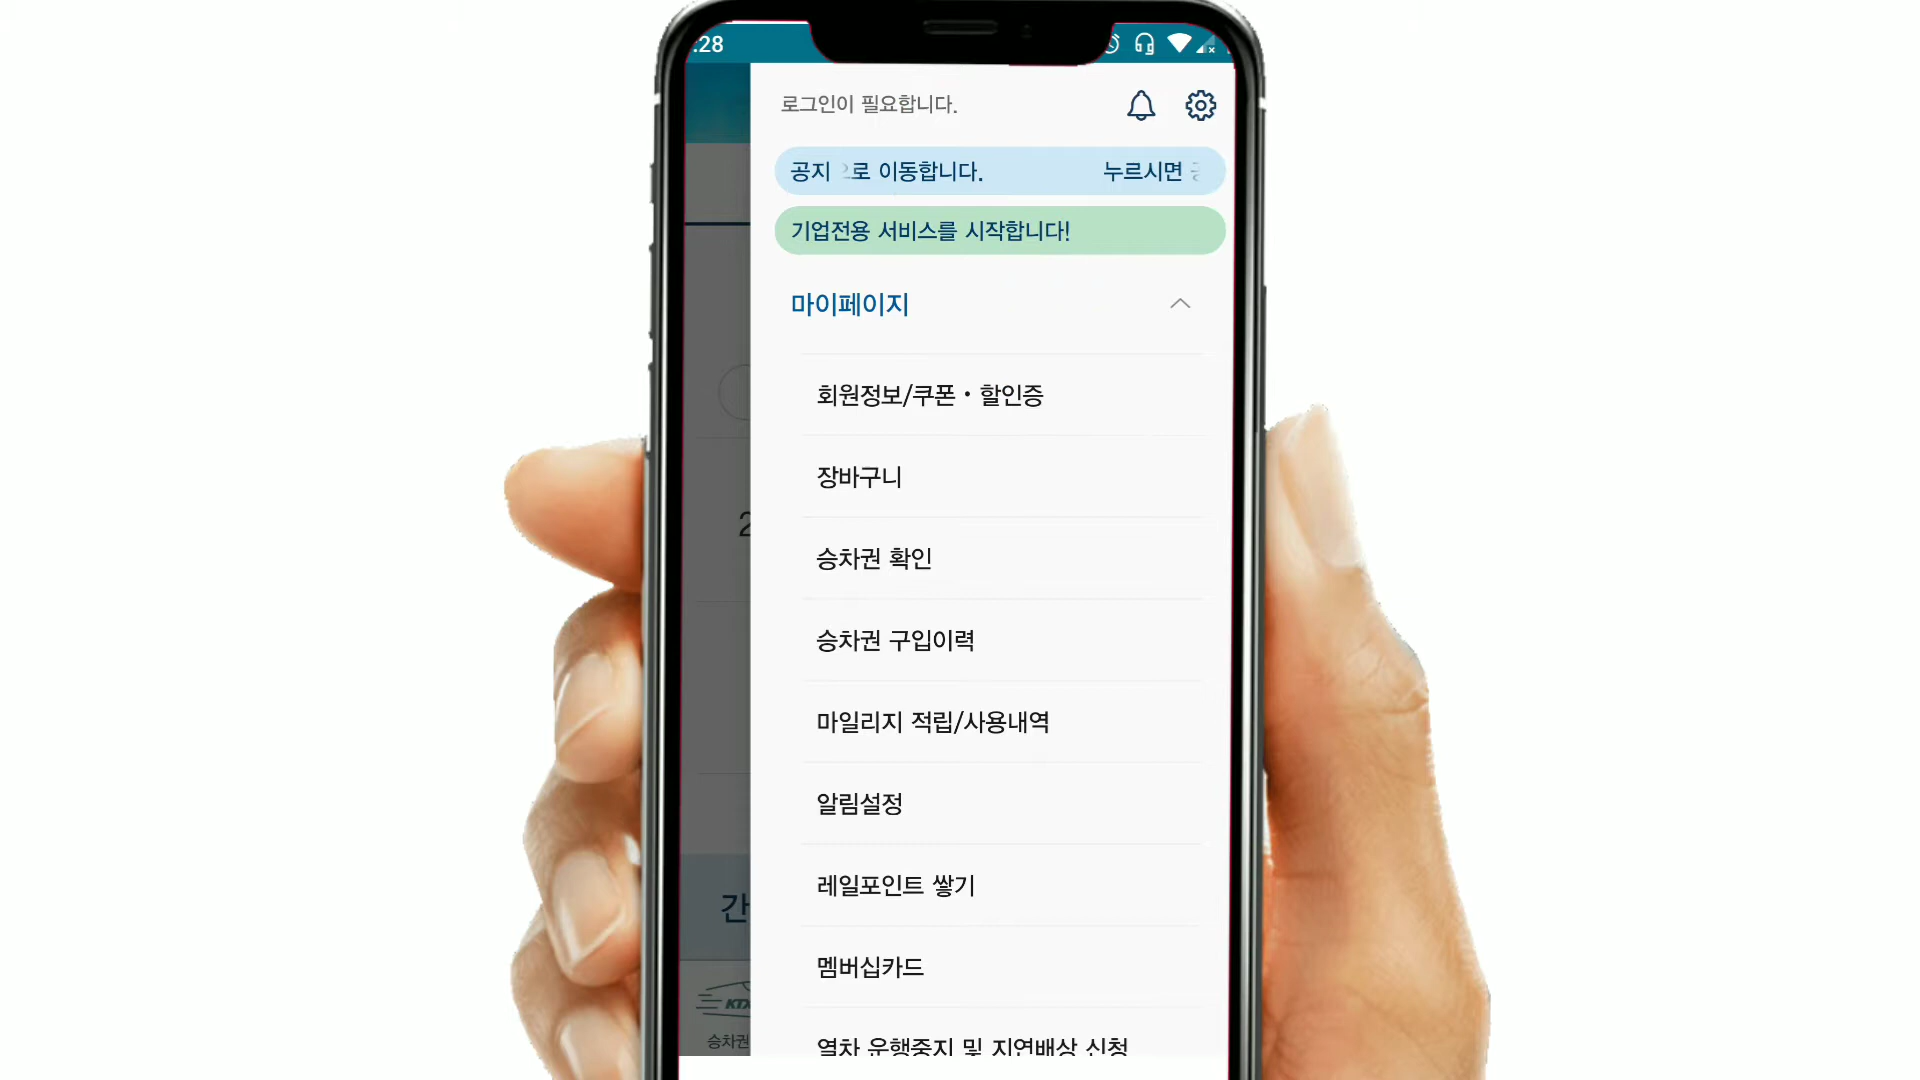 :28
로그인이 필요합니다.
공지 로 이동합니다. 누르시면
기업전용 서비스를 시작합니다!
마이페이지
회원정보/쿠폰 • 할인증
장바구니
승차권 확인
승차권 구입이력
마일리지 적립/사용내역
알림설정
레일포인트 쌓기
멤버십카드
열차 운행중지 및 지연배상 신청
2
간
KTX
승차권